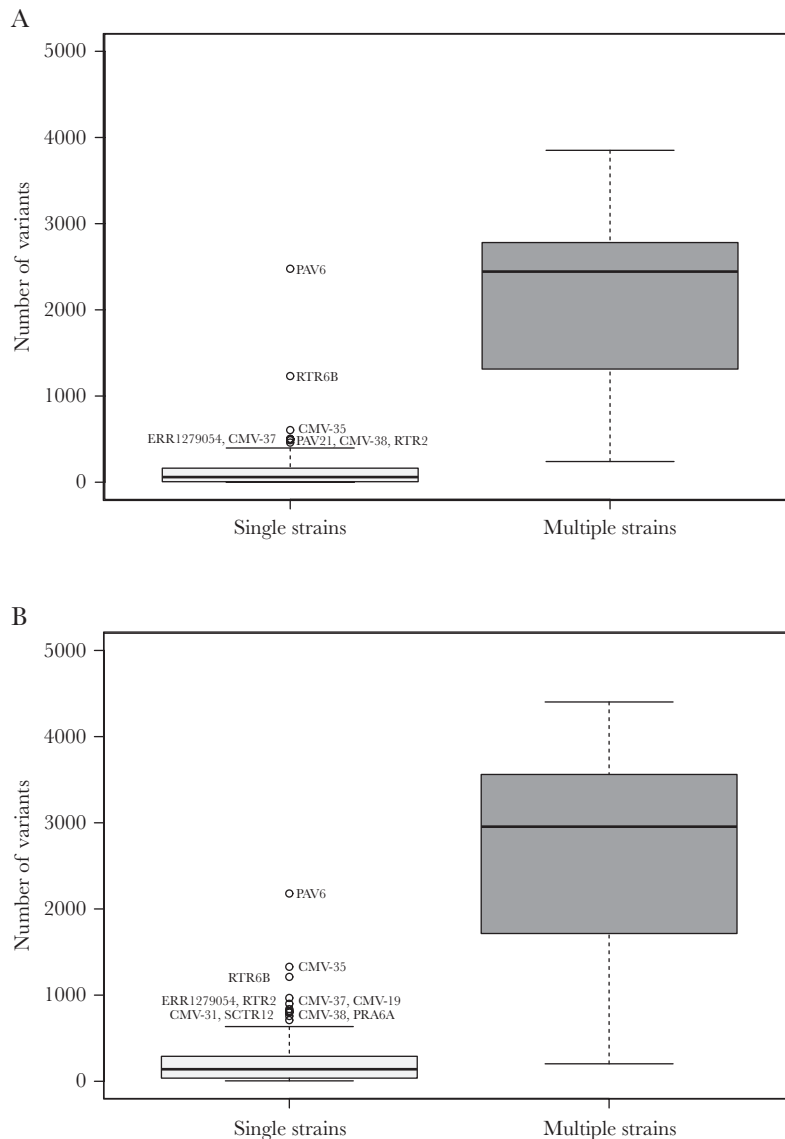 A
5000
4000
3000
2000
1000
0
Number of variants
PAV6
RTR6B
CMV-35
ERR1279054, CMV-37
PAV21, CMV-38, RTR2
Single strains
Multiple strains
B
5000
4000
3000
2000
1000
0
Number of variants
PAV6
CMV-35
RTR6B
ERR1279054, RTR2
CMV-37, CMV-19
CMV-31, SCTR12
CMV-38, PRA6A
Single strains
Multiple strains